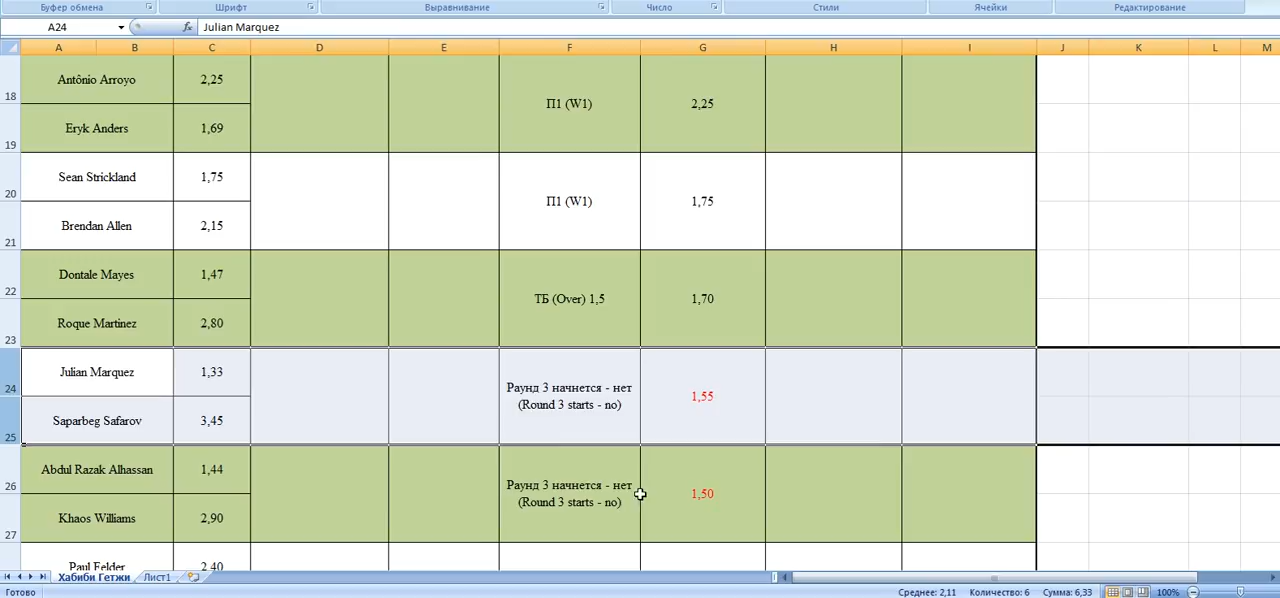 Буфер обмена Шрифт Выравнивание Число Стили Ячейки Редактирование
A24 fx Julian Marquez
A B C D E F G H I J K L M
18 Antônio Arroyo 2,25 П1 (W1) 2,25
19 Eryk Anders 1,69
20 Sean Strickland 1,75 П1 (W1) 1,75
21 Brendan Allen 2,15
22 Dontale Mayes 1,47 ТБ (Over) 1,5 1,70
23 Roque Martinez 2,80
24 Julian Marquez 1,33 Раунд 3 начнется - нет 1,55
25 Saparbeg Safarov 3,45 (Round 3 starts - no)
26 Abdul Razak Alhassan 1,44 Раунд 3 начнется - нет 1,50
27 Khaos Williams 2,90 (Round 3 starts - no)
Paul Felder 2,40
Хабиби Гетжи Лист1
Готово Среднее: 2,11 Количество: 6 Сумма: 6,33 100%